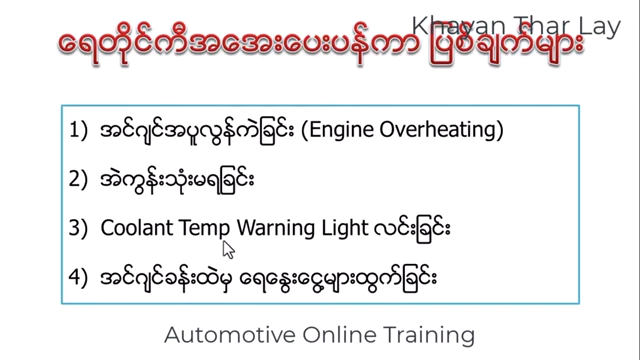 Khayan Thar Lay
ရေတိုင်ကီအအေးပေးပန်ကာ ပြစ်ချက်များ
1) အင်ဂျင်အပူလွန်ကဲခြင်း (Engine Overheating)
2) အဲကွန်းသုံးမရခြင်း
3) Coolant Temp Warning Light လင်းခြင်း
4) အင်ဂျင်ခန်းထဲမှ ရေနွေးငွေ့များထွက်ခြင်း
Automotive Online Training